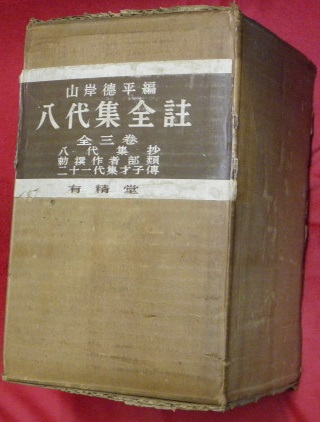 山岸德平編
八代集全註
全三巻
八代集抄
勅撰作者部類
二十一代集才子傳
有精堂